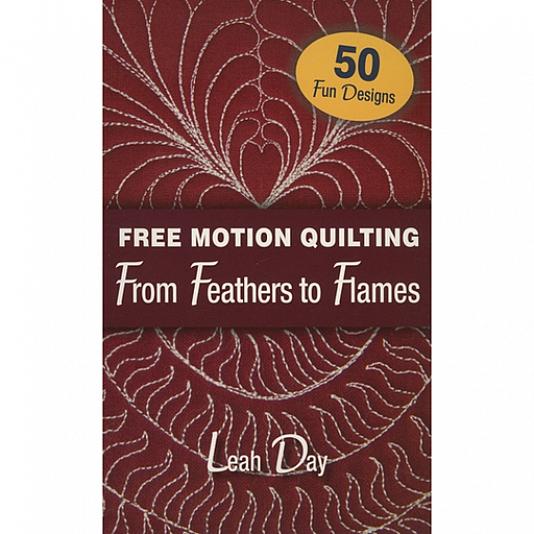 50
Fun Designs
FREE MOTION QUILTING
From Feathers to Flames
Leah Day